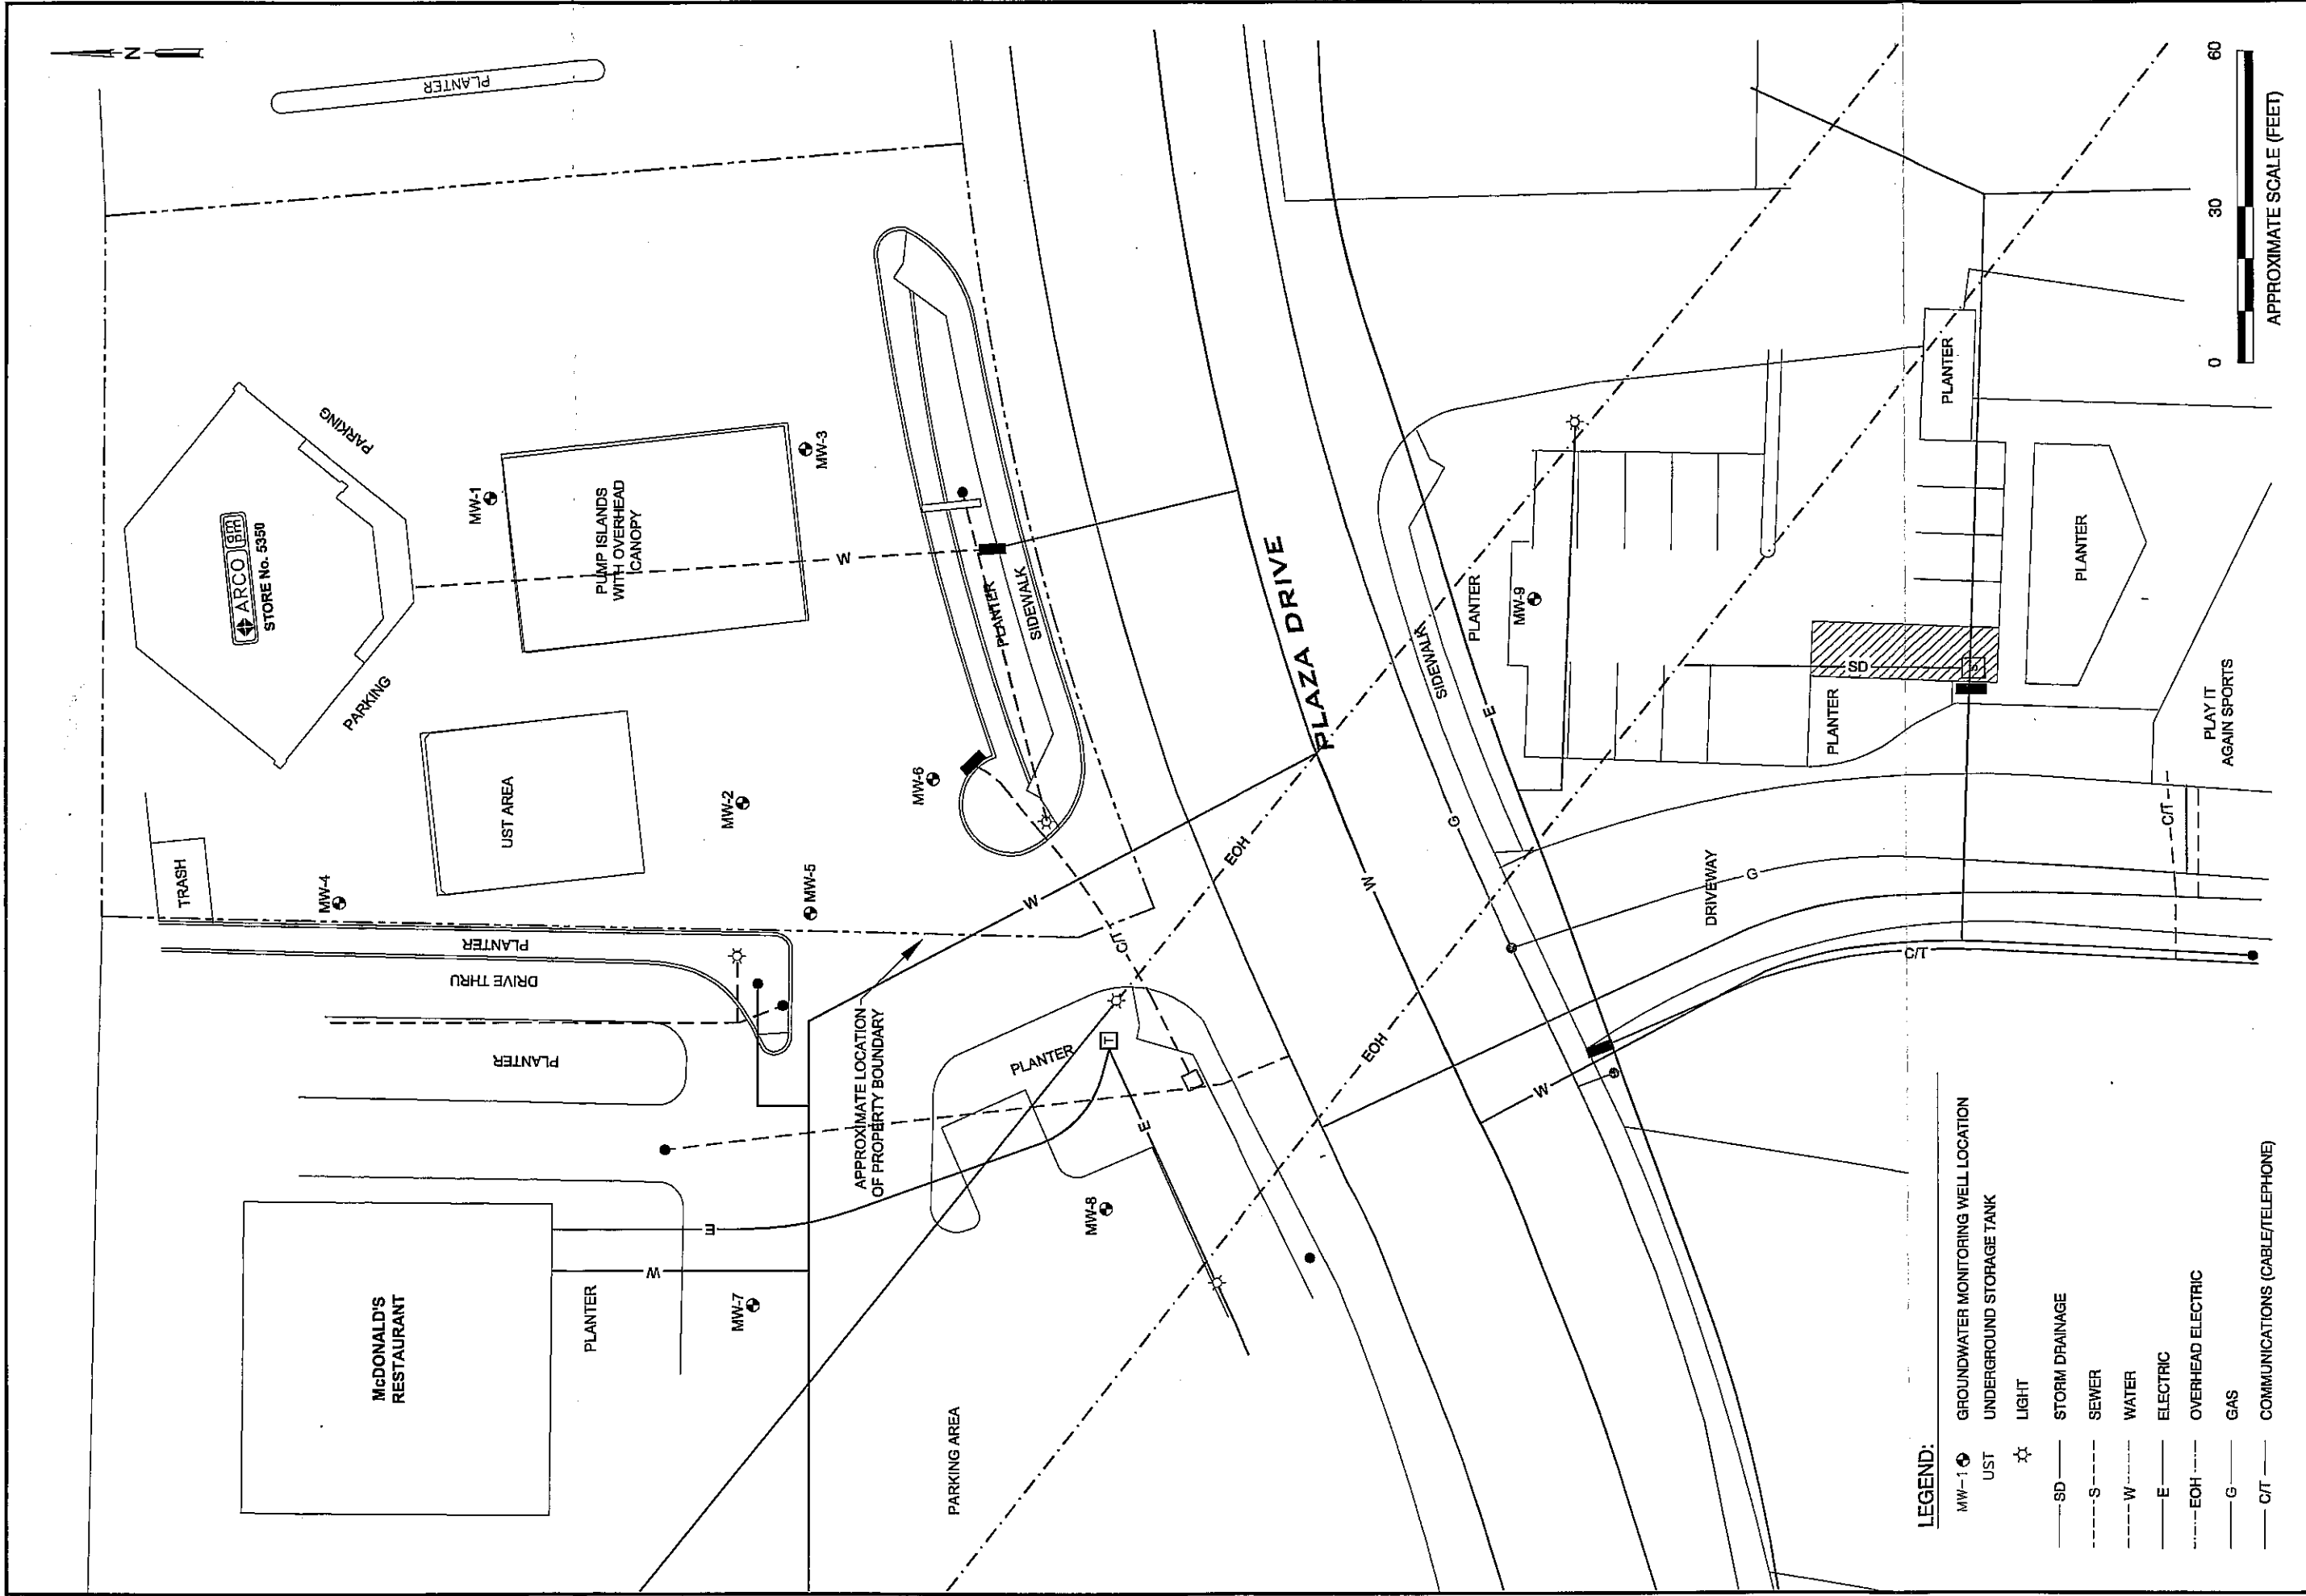 N
PLANTER
ARCO am pm
STORE No. 5350
PARKING
PARKING
MW-1
PUMP ISLANDS
WITH OVERHEAD
CANOPY
MW-3
W
UST AREA
MW-2
MW-6
PLANTER
SIDEWALK
TRASH
MW-4
MW-5
PLANTER
DRIVE THRU
PLANTER
W
C/T
EOH
APPROXIMATE LOCATION
OF PROPERTY BOUNDARY
PLANTER
T
E
MW-8
McDONALD'S
RESTAURANT
PLANTER
E
W
MW-7
PARKING AREA
PLAZA DRIVE
W
EOH
W
G
SIDEWALK
E
PLANTER
MW-9
SD
S
PLANTER
PLANTER
PLANTER
DRIVEWAY
G
C/T
C/T
PLAY IT
AGAIN SPORTS
0 30 60
APPROXIMATE SCALE (FEET)
LEGEND:
MW-1 GROUNDWATER MONITORING WELL LOCATION
UST UNDERGROUND STORAGE TANK
LIGHT
SD STORM DRAINAGE
S SEWER
W WATER
E ELECTRIC
EOH OVERHEAD ELECTRIC
G GAS
C/T COMMUNICATIONS (CABLE/TELEPHONE)